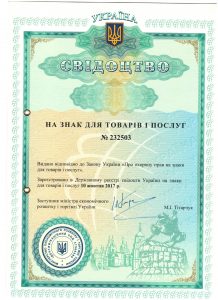 УКРАЇНА
СВІДОЦТВО
НА ЗНАК ДЛЯ ТОВАРІВ І ПОСЛУГ
№ 232503
Видано відповідно до Закону України «Про охорону прав на знаки
для товарів і послуг».
Зареєстровано в Державному реєстрі свідоцтв України на знаки
для товарів і послуг 10 жовтня 2017 р.
Заступник міністра економічного
розвитку і торгівлі України
М.І. Тітарчук